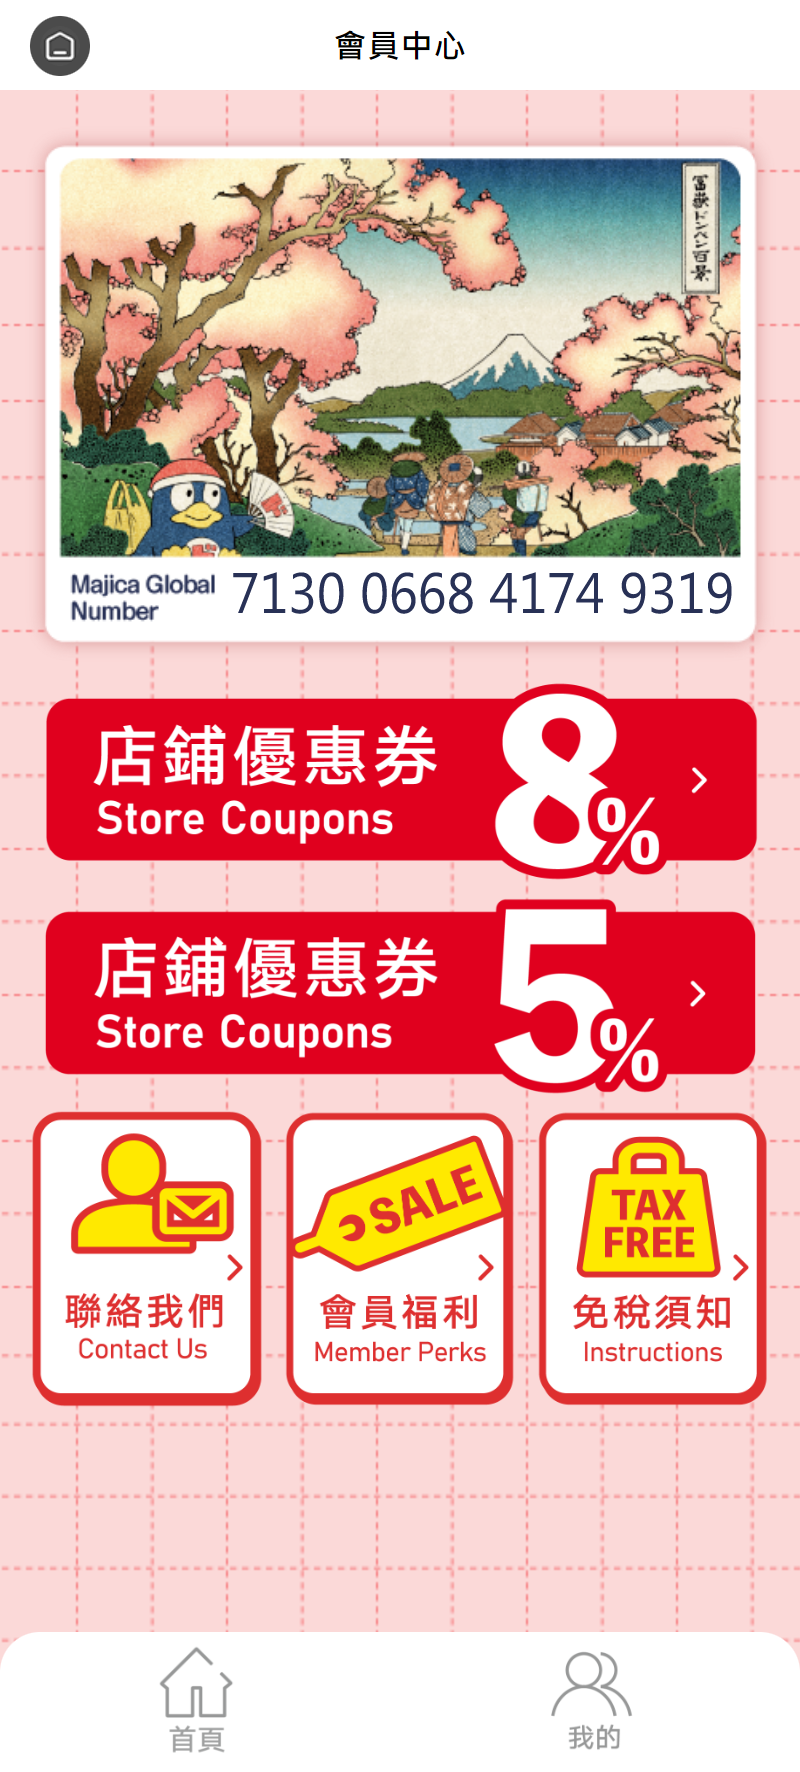 會員中心
富嶽ドンペン百景
Majica Global
Number
7130 0668 4174 9319
店鋪優惠券
Store Coupons
8%
店鋪優惠券
Store Coupons
5%
聯絡我們
Contact Us
SALE
會員福利
Member Perks
TAX
FREE
免稅須知
Instructions
首頁
我的